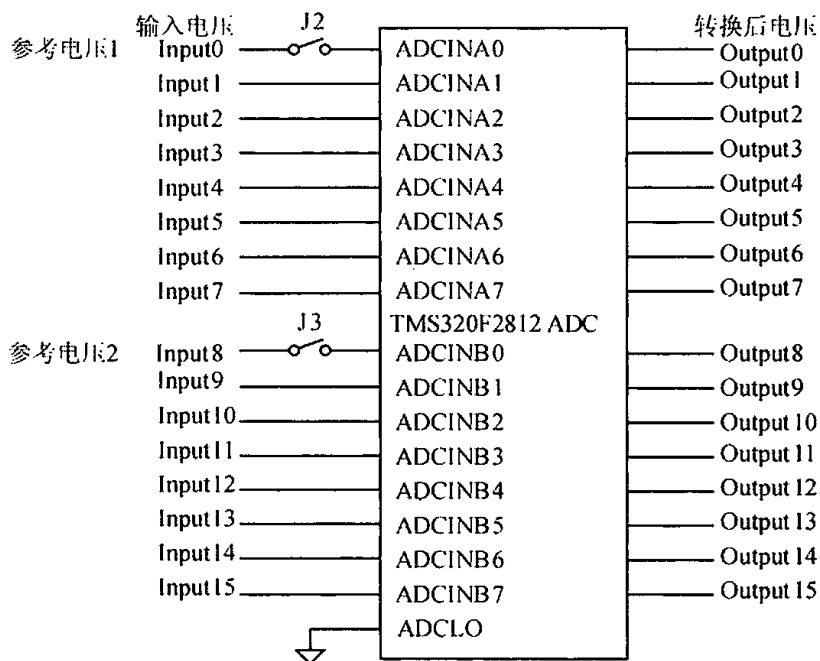 输入电压 J2 转换后电压
参考电压1 Input0 ADCINA0 Output0
Input1 ADCINA1 Output1
Input2 ADCINA2 Output2
Input3 ADCINA3 Output3
Input4 ADCINA4 Output4
Input5 ADCINA5 Output5
Input6 ADCINA6 Output6
Input7 ADCINA7 Output7
J3 TMS320F2812 ADC
参考电压2 Input8 ADCINB0 Output8
Input9 ADCINB1 Output9
Input10 ADCINB2 Output10
Input11 ADCINB3 Output11
Input12 ADCINB4 Output12
Input13 ADCINB5 Output13
Input14 ADCINB6 Output14
Input15 ADCINB7 Output15
ADCLO